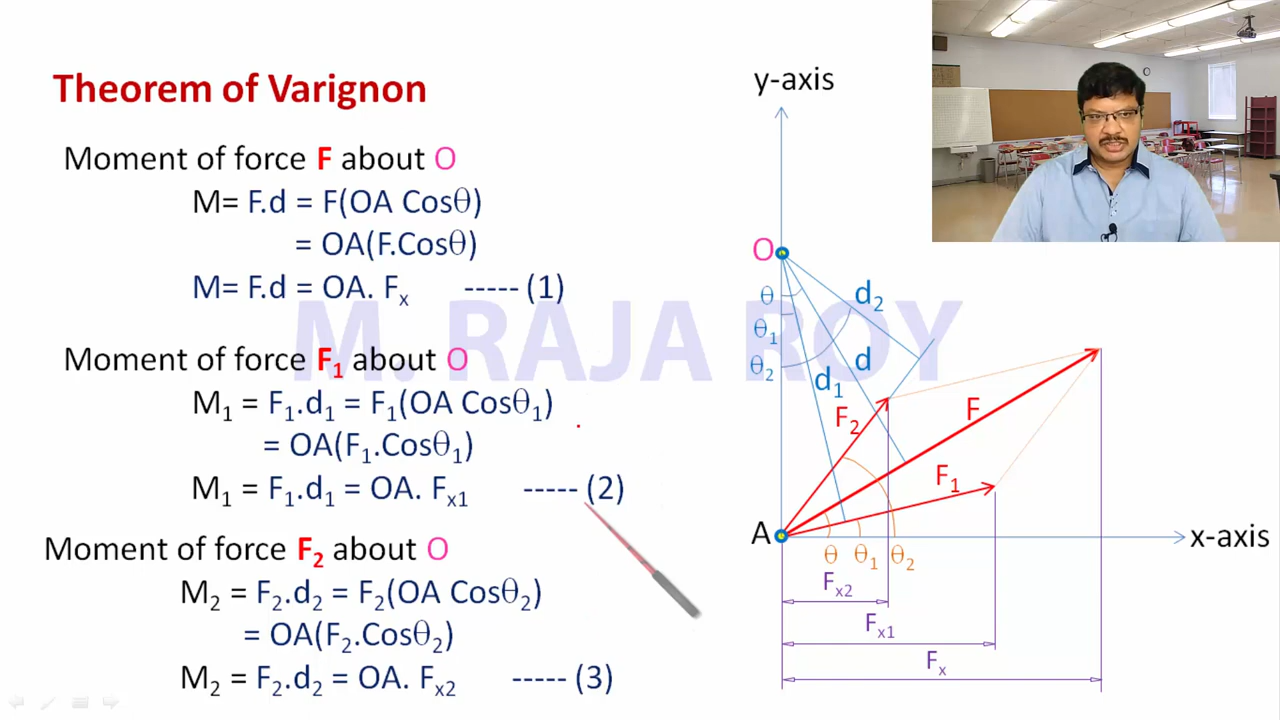 Theorem of Varignon
Moment of force F about O
M= F.d = F(OA Cosθ)
= OA(F.Cosθ)
M= F.d = OA. Fx ----- (1)
M. RAJA ROY
Moment of force F1 about O
M1 = F1.d1 = F1(OA Cosθ1)
= OA(F1.Cosθ1)
M1 = F1.d1 = OA. Fx1 ----- (2)
Moment of force F2 about O
M2 = F2.d2 = F2(OA Cosθ2)
= OA(F2.Cosθ2)
M2 = F2.d2 = OA. Fx2 ----- (3)
y-axis
O
θ
d2
θ1
θ2
d
d1
F2
F
F1
A
x-axis
θ
θ1
θ2
Fx2
Fx1
Fx